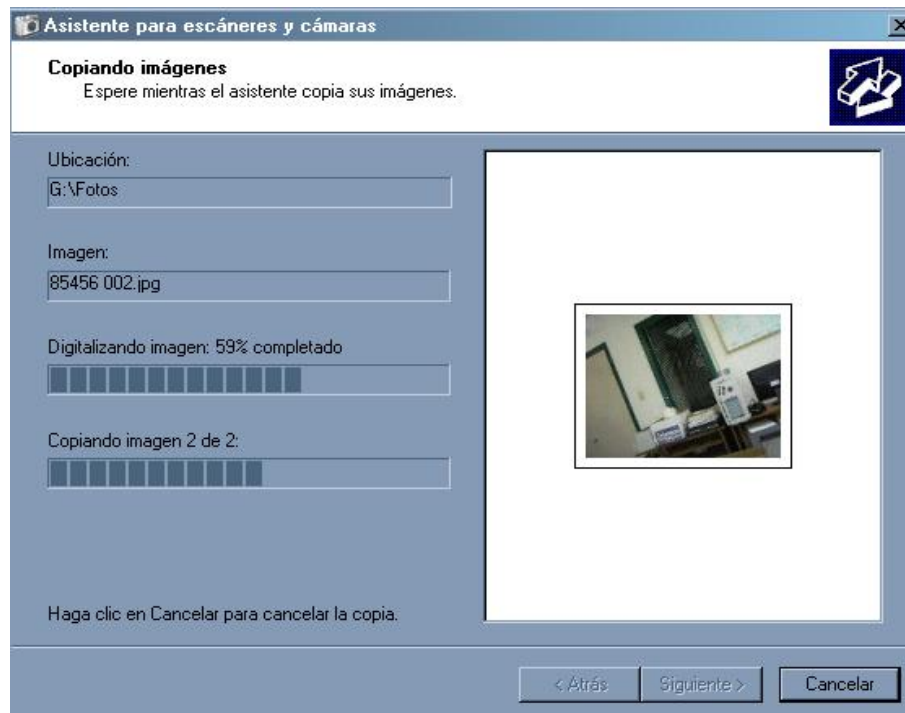 Asistente para escáneres y cámaras
Copiando imágenes
Espere mientras el asistente copia sus imágenes.
Ubicación:
G:\Fotos
Imagen:
85456 002.jpg
Digitalizando imagen: 59% completado
Copiando imagen 2 de 2:
Haga clic en Cancelar para cancelar la copia.
< Atrás
Siguiente >
Cancelar